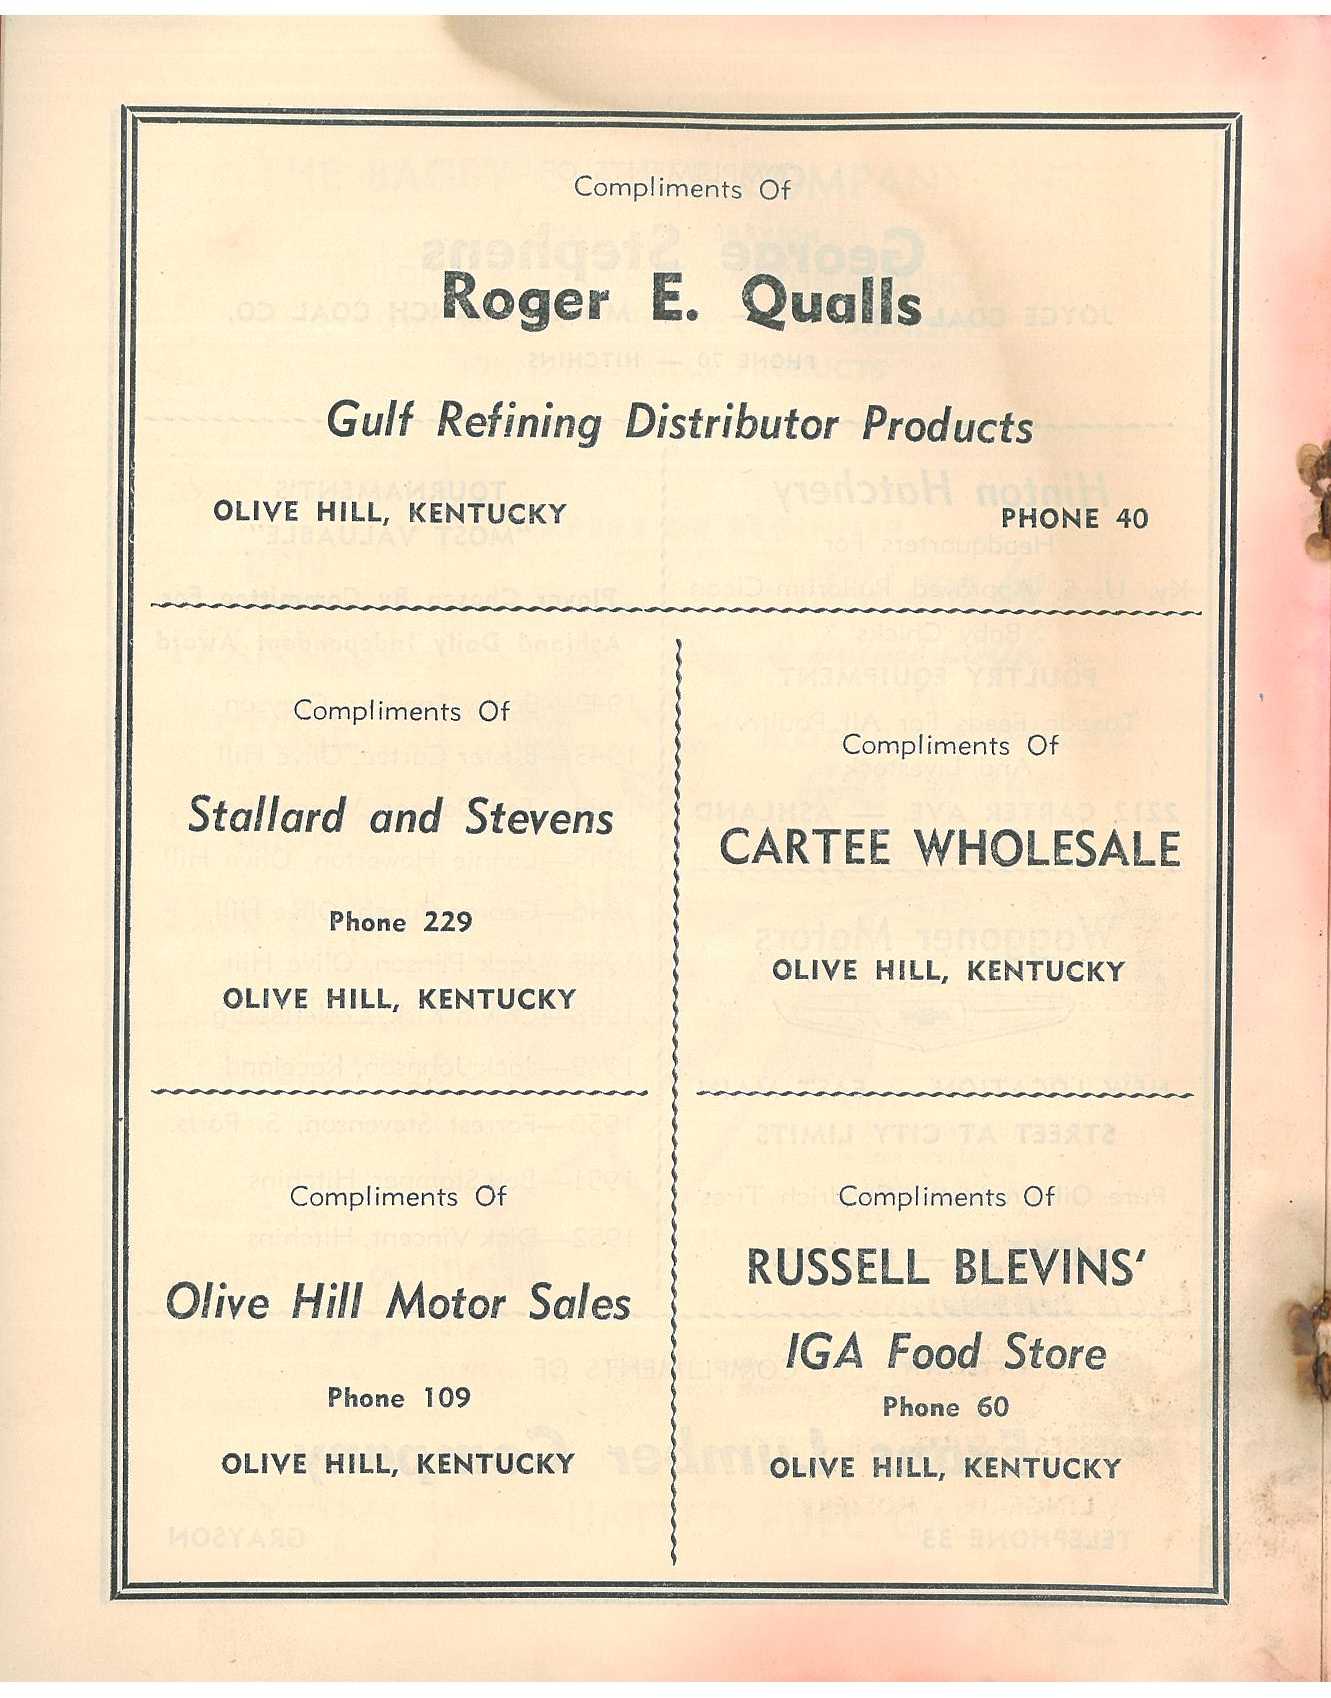 Compliments Of
Roger E. Qualls
Gulf Refining Distributor Products
OLIVE HILL, KENTUCKY
PHONE 40
Compliments Of
Stallard and Stevens
Phone 229
OLIVE HILL, KENTUCKY
Compliments Of
CARTEE WHOLESALE
OLIVE HILL, KENTUCKY
Compliments Of
Olive Hill Motor Sales
Phone 109
OLIVE HILL, KENTUCKY
Compliments Of
RUSSELL BLEVINS'
IGA Food Store
Phone 60
OLIVE HILL, KENTUCKY